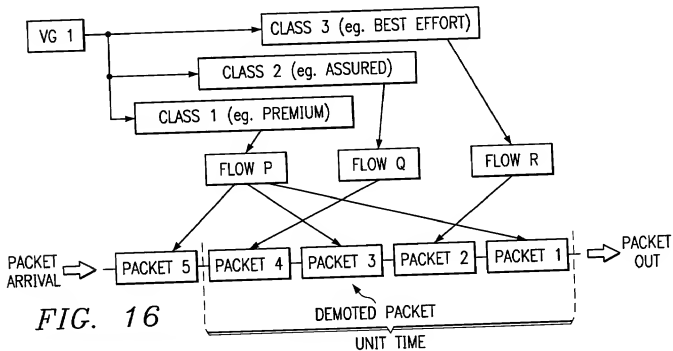 VG 1
CLASS 3 (eg. BEST EFFORT)
CLASS 2 (eg. ASSURED)
CLASS 1 (eg. PREMIUM)
FLOW P
FLOW Q
FLOW R
PACKET
ARRIVAL
PACKET 5
PACKET 4
PACKET 3
PACKET 2
PACKET 1
PACKET
OUT
DEMOTED PACKET
UNIT TIME
FIG. 16